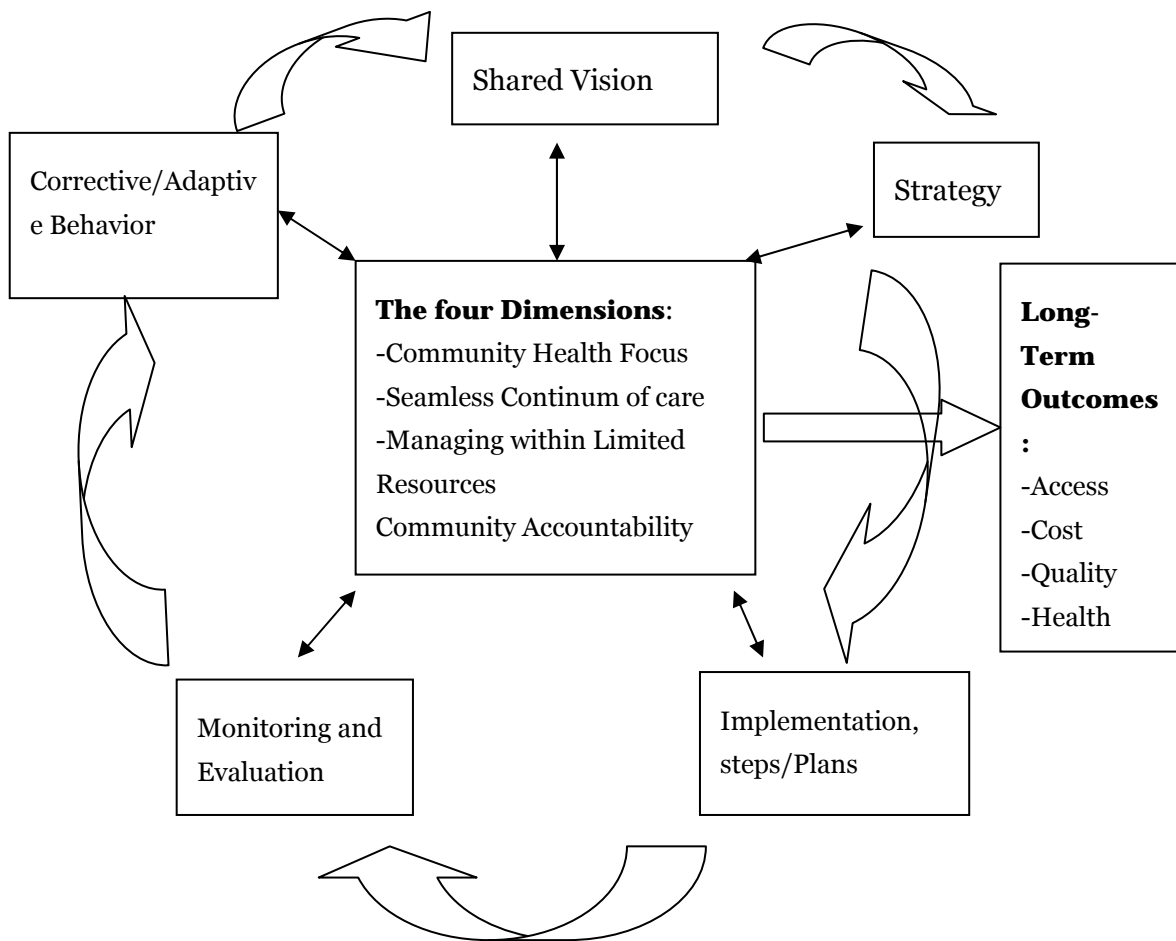 Shared Vision
Corrective/Adaptiv
e Behavior
Strategy
The four Dimensions:
-Community Health Focus
-Seamless Continum of care
-Managing within Limited
Resources
Community Accountability
Long-
Term
Outcomes
:
-Access
-Cost
-Quality
-Health
Monitoring and
Evaluation
Implementation,
steps/Plans